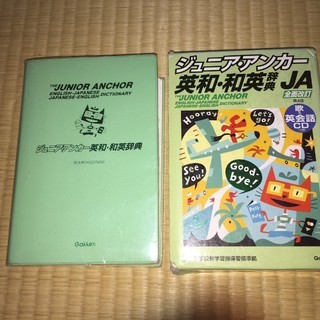 THE JUNIOR ANCHOR
ENGLISH-JAPANESE
JAPANESE-ENGLISH DICTIONARY
ジュニア・アンカー英和・和英辞典
Gakken
ジュニア・アンカー
英和・和英辞典 JA
THE JUNIOR ANCHOR
ENGLISH-JAPANESE
JAPANESE-ENGLISH DICTIONARY
全面改訂
歌
英会話
CD
Hooray
Let's go!
See you!
Good-bye!